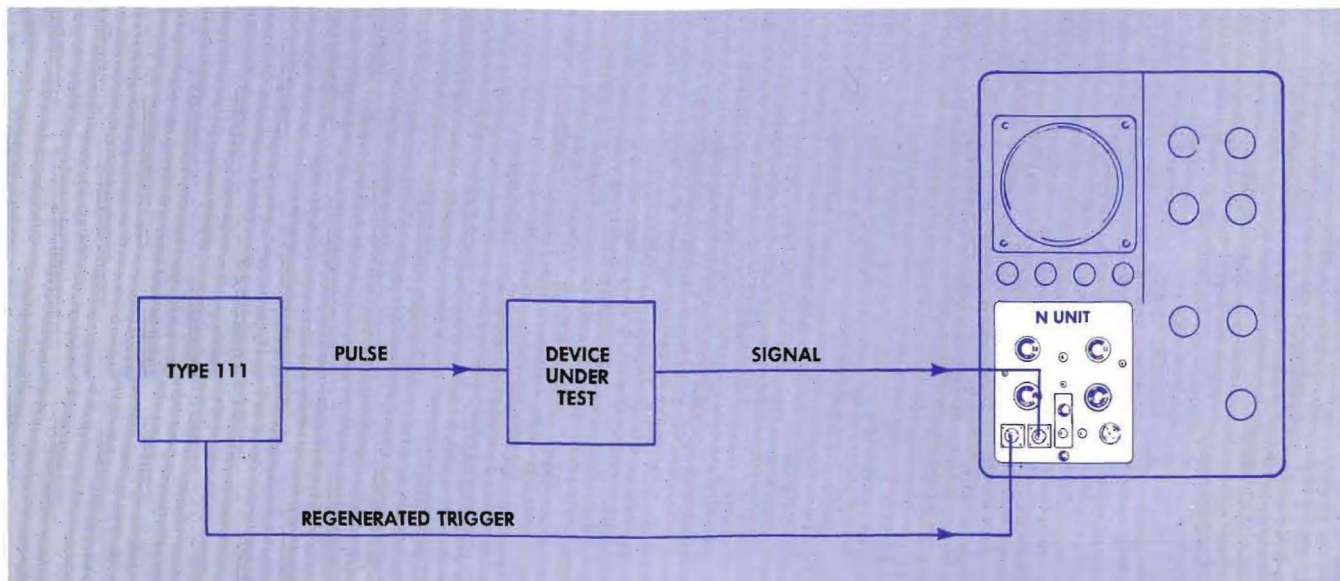 N UNIT
TYPE 111
PULSE
DEVICE
UNDER
TEST
SIGNAL
REGENERATED TRIGGER